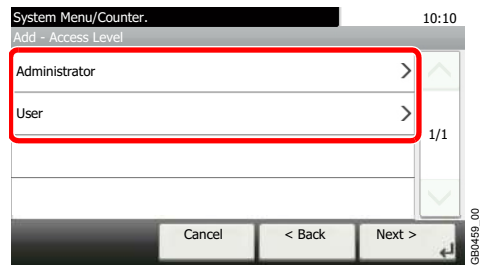 System Menu/Counter.
10:10
Add - Access Level
Administrator
User
1/1
Cancel
< Back
Next >
GB0459_00